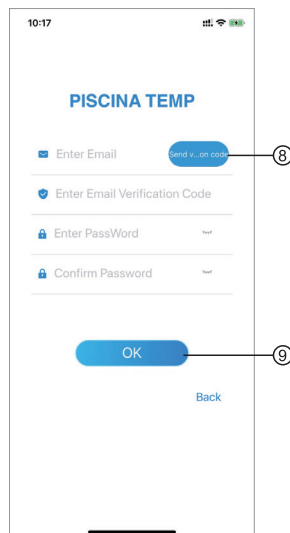 10:17
PISCINA TEMP
Enter Email
Send v...on code
8
Enter Email Verification Code
Enter PassWord
Confirm Password
OK
9
Back